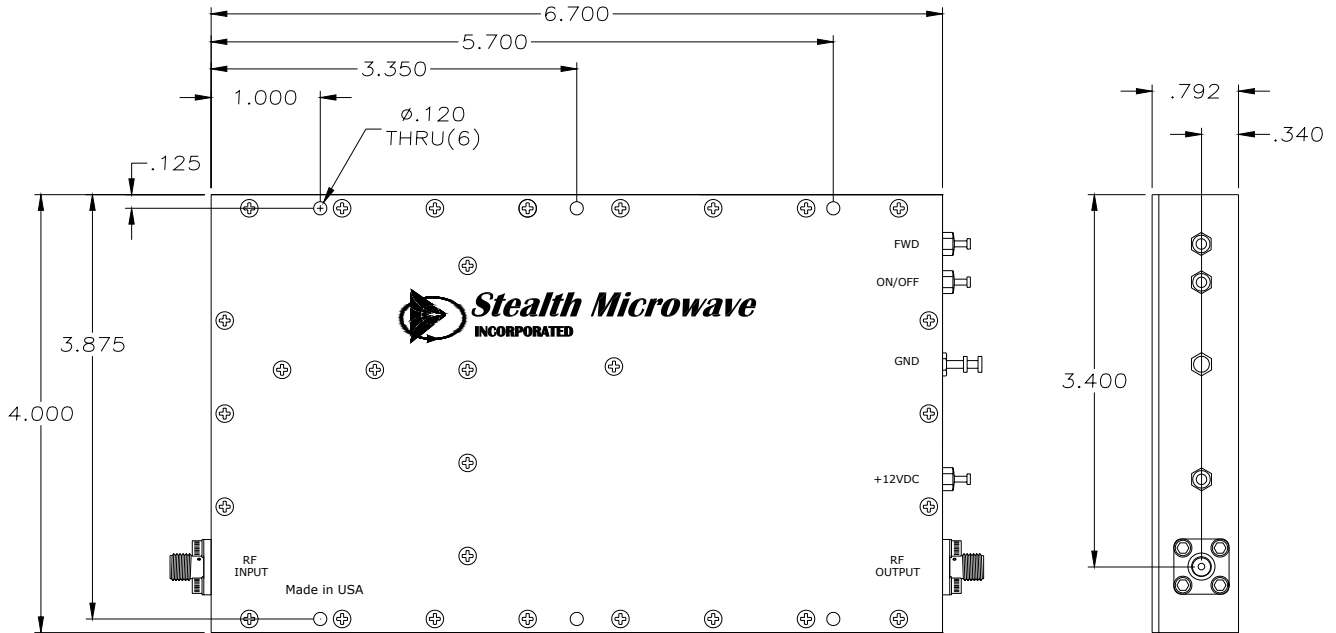 6.700
5.700
3.350
1.000
ø.120
THRU(6)
.125
3.875
4.000
.792
.340
3.400
FWD
ON/OFF
GND
+12VDC
Stealth Microwave
INCORPORATED
RF
INPUT
Made in USA
RF
OUTPUT